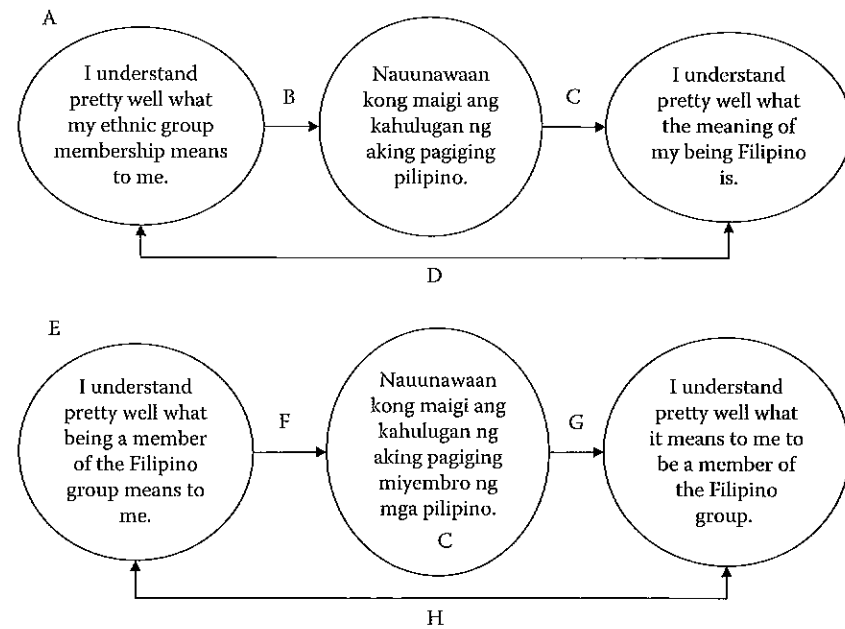 A
I understand
pretty well what
my ethnic group
membership means
to me.
B
Nauunawaan
kong maigi ang
kahulugan ng
aking pagiging
pilipino.
C
I understand
pretty well what
the meaning of
my being Filipino
is.
D
E
I understand
pretty well what
being a member
of the Filipino
group means to
me.
F
Nauunawaan
kong maigi ang
kahulugan ng
aking pagiging
miyembro ng
mga pilipino.
C
G
I understand
pretty well what
it means to me to
be a member of
the Filipino
group.
H